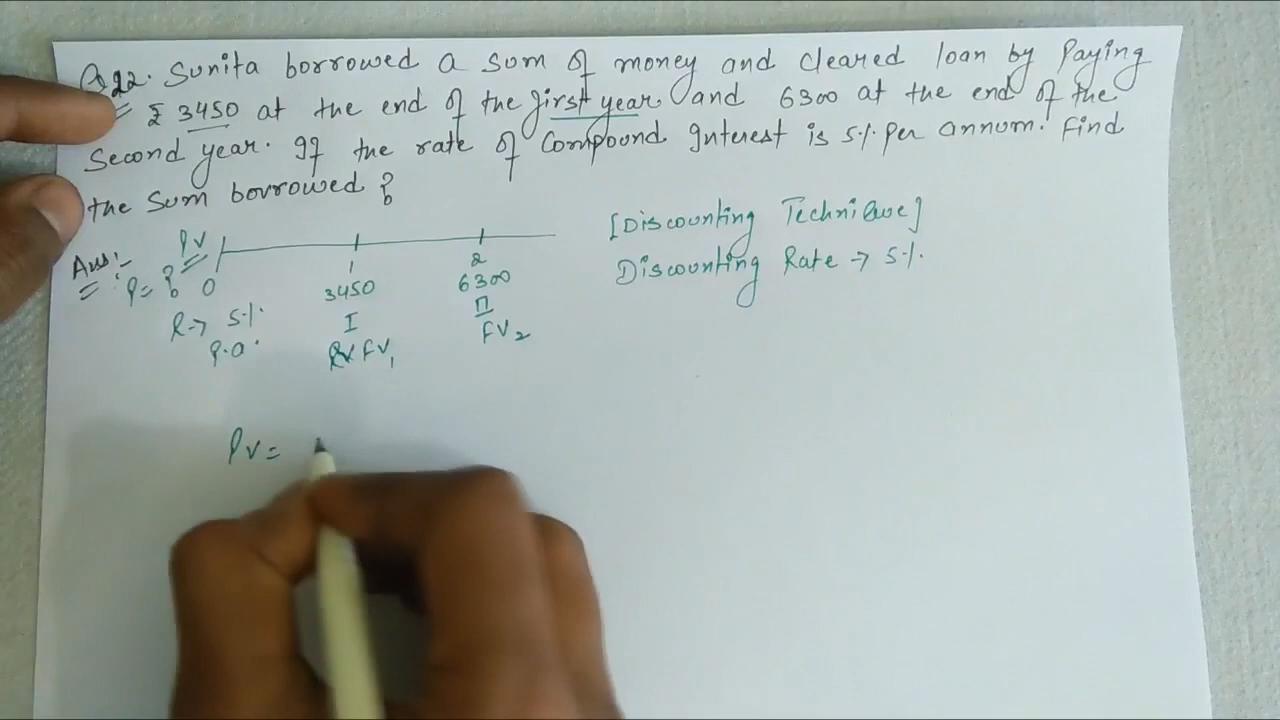 Q22. Sunita borrowed a sum of money and cleared loan by Paying
₹ 3450 at the end of the first year and 6300 at the end of the
Second year. If the rate of Compound Interest is 5% per annum. Find
the Sum borrowed ?
Ans:- P = ? PV 0
R → 5% P.a.
1 3450 I PV FV1
2 6300 II FV2
[Discounting Technique]
Discounting Rate → 5%.
PV =